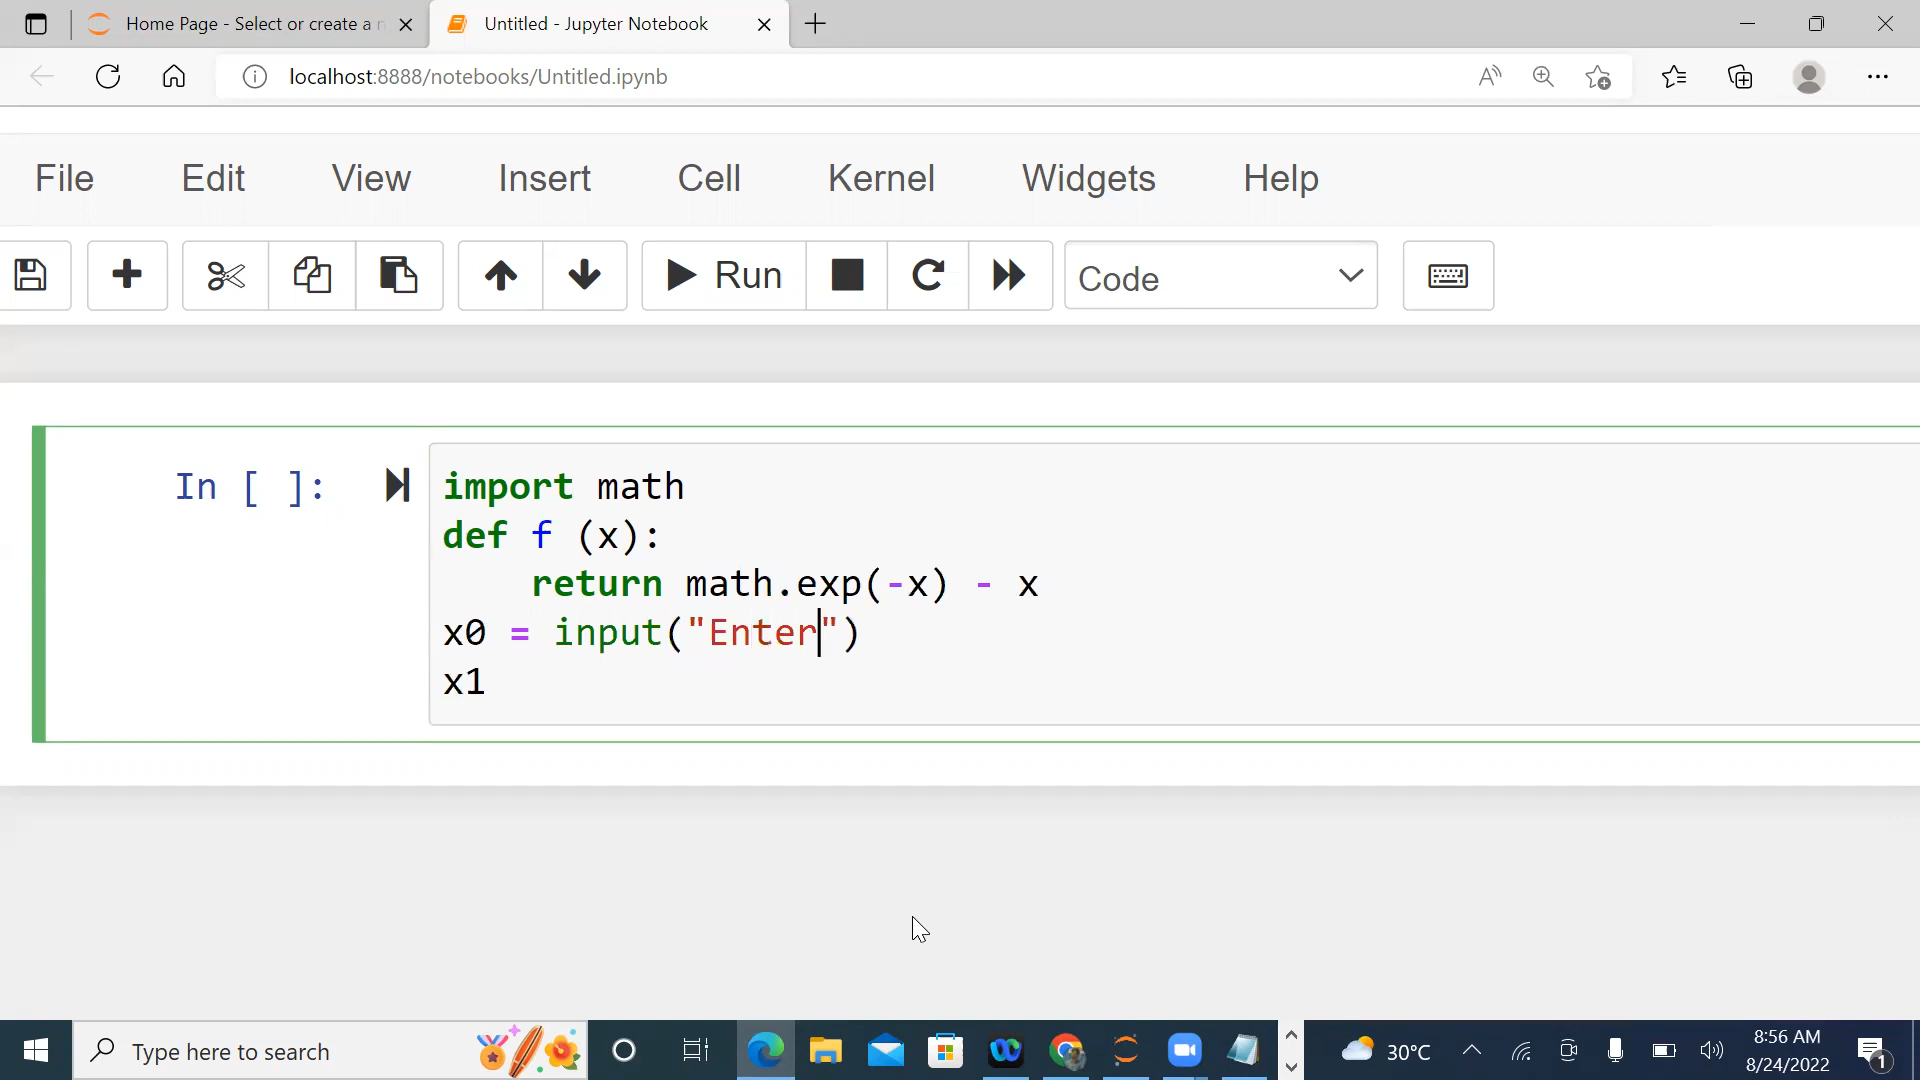 Home Page - Select or create a n
Untitled - Jupyter Notebook
localhost:8888/notebooks/Untitled.ipynb
File Edit View Insert Cell Kernel Widgets Help
Run
Code
In [ ]:
import math
def f (x):
    return math.exp(-x) - x
x0 = input("Enter")
x1
Type here to search
30°C
8:56 AM
8/24/2022
1